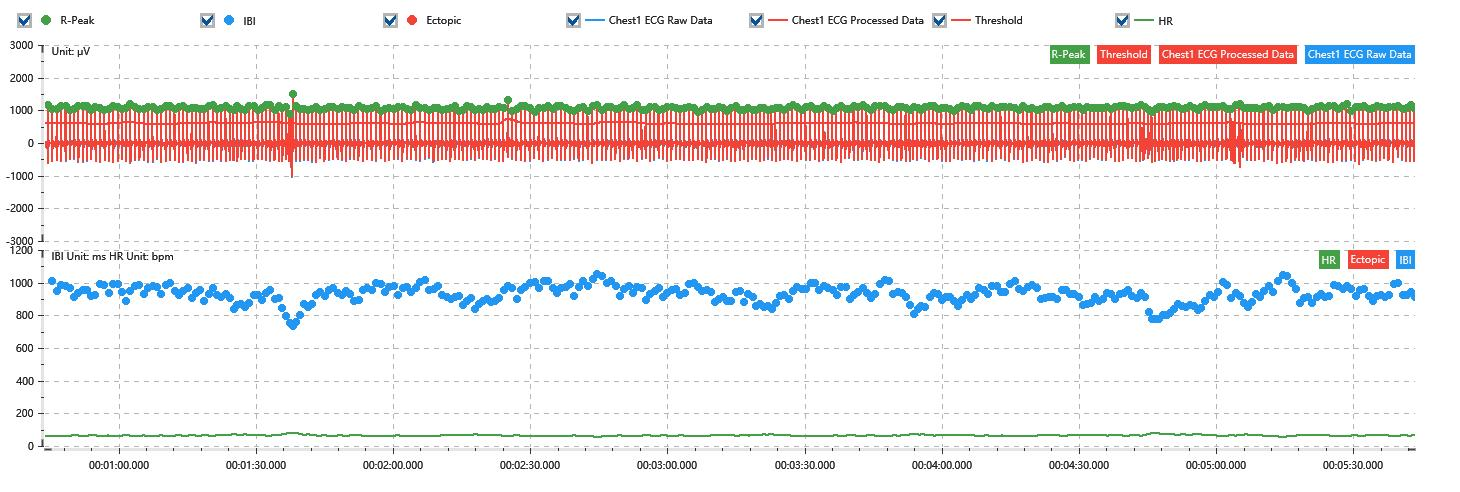 R-Peak IBI Ectopic Chest1 ECG Raw Data Chest1 ECG Processed Data Threshold HR
3000
Unit: µV
R-Peak Threshold Chest1 ECG Processed Data Chest1 ECG Raw Data
2000
1000
0
-1000
-2000
-3000
1200
IBI Unit: ms HR Unit: bpm
HR Ectopic IBI
1000
800
600
400
200
0
00:01:00.000 00:01:30.000 00:02:00.000 00:02:30.000 00:03:00.000 00:03:30.000 00:04:00.000 00:04:30.000 00:05:00.000 00:05:30.000